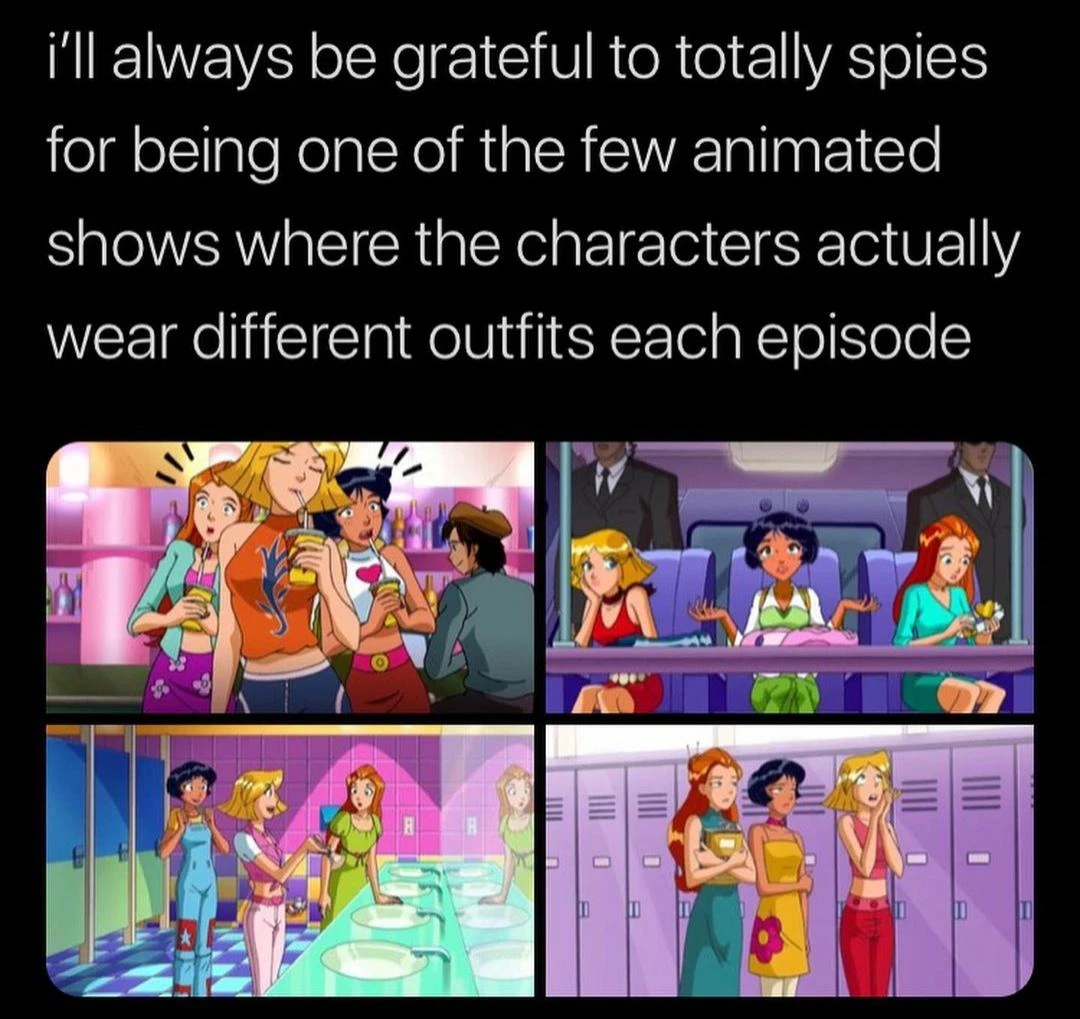 i’ll always be grateful to totally spies
for being one of the few animated
shows where the characters actually
wear different outfits each episode